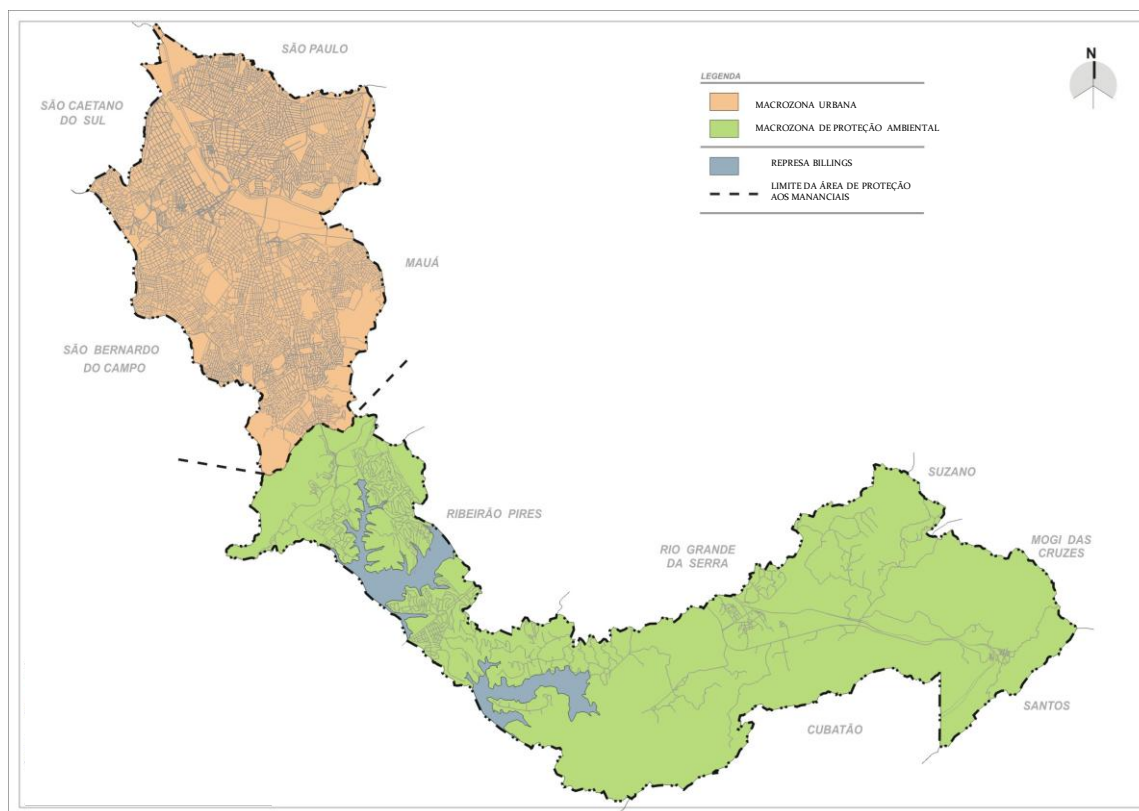 SÃO PAULO
N
LEGENDA
SÃO CAETANO
DO SUL
MACROZONA URBANA
MACROZONA DE PROTEÇÃO AMBIENTAL
REPRESA BILLINGS
LIMITE DA ÁREA DE PROTEÇÃO
AOS MANANCIAIS
MAUÁ
SÃO BERNARDO
DO CAMPO
SUZANO
RIBEIRÃO PIRES
MOGI DAS
CRUZES
RIO GRANDE
DA SERRA
SANTOS
CUBATÃO